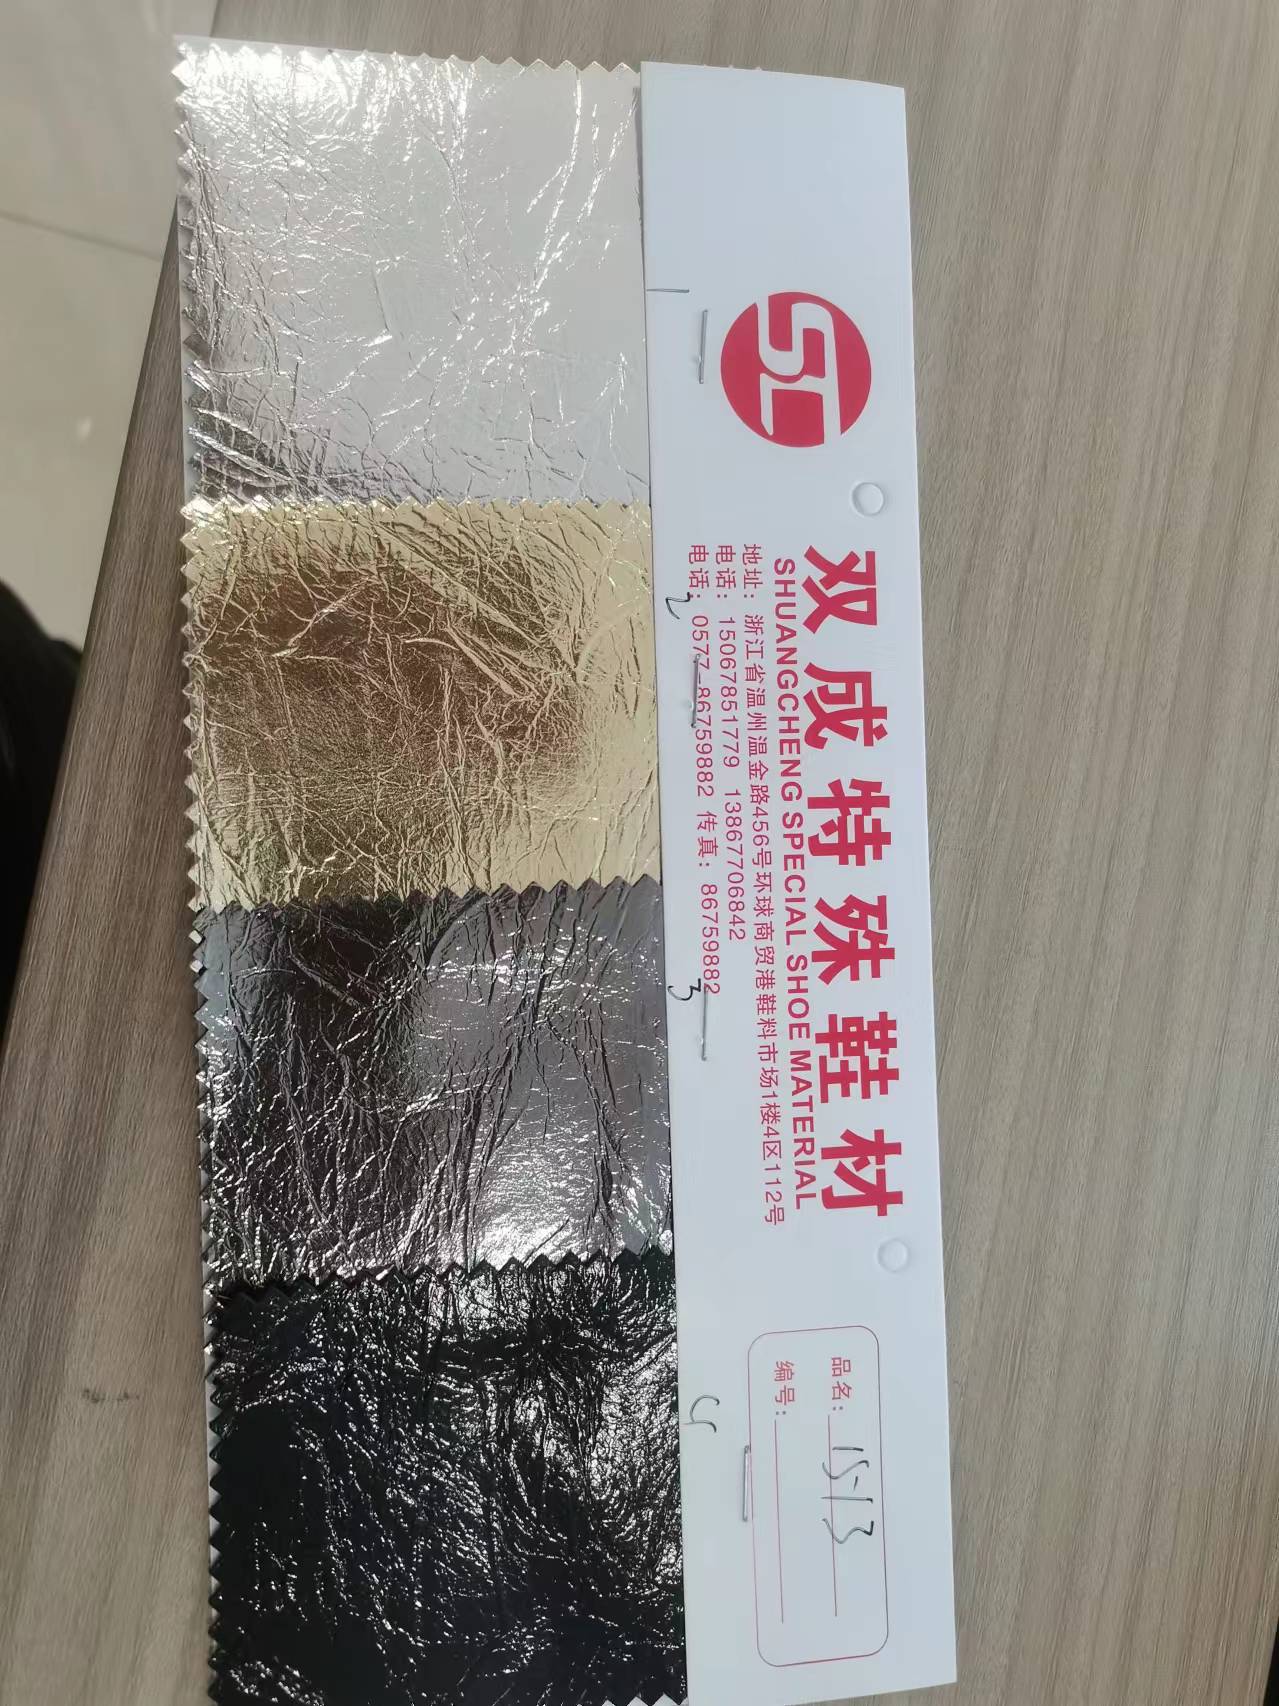 SC
双成特殊鞋材
SHUANGCHENG SPECIAL SHOE MATERIAL
地址：浙江省温州温金路456号环球商贸港鞋料市场1楼4区112号
电话：15067851779 13867706842
电话：0577-86759882 传真：86759882
品名：15-13
编号：
1
2
3
4